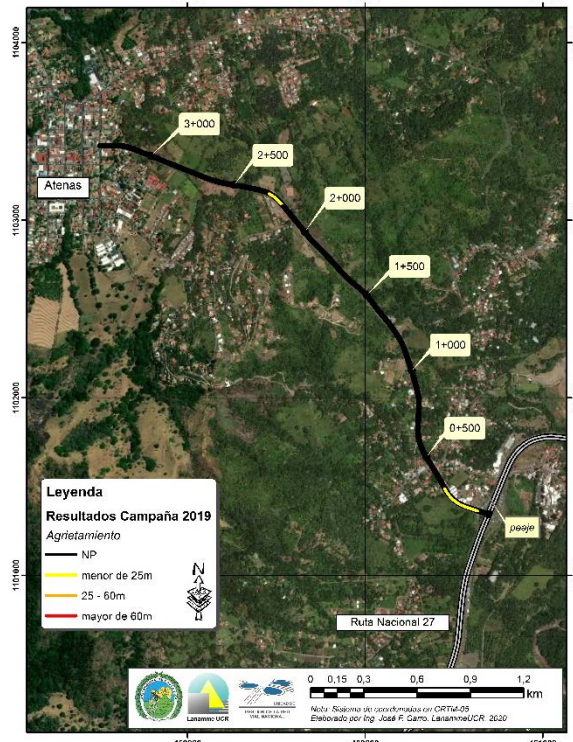 1104000
3+000
2+500
Atenas
2+000
1103000
1+500
1+000
1102000
0+500
peaje
Leyenda
Resultados Campaña 2019
Agrietamiento
NP
menor de 25m
25 - 60m
mayor de 60m
N
1101000
Ruta Nacional 27
0 0,15 0,3 0,6 0,9 1,2
km
Lanamme UCR
Nota: Sistema de coordenadas en CRTM-05
Elaborado por Ing. José F. Garro. LanammeUCR. 2020